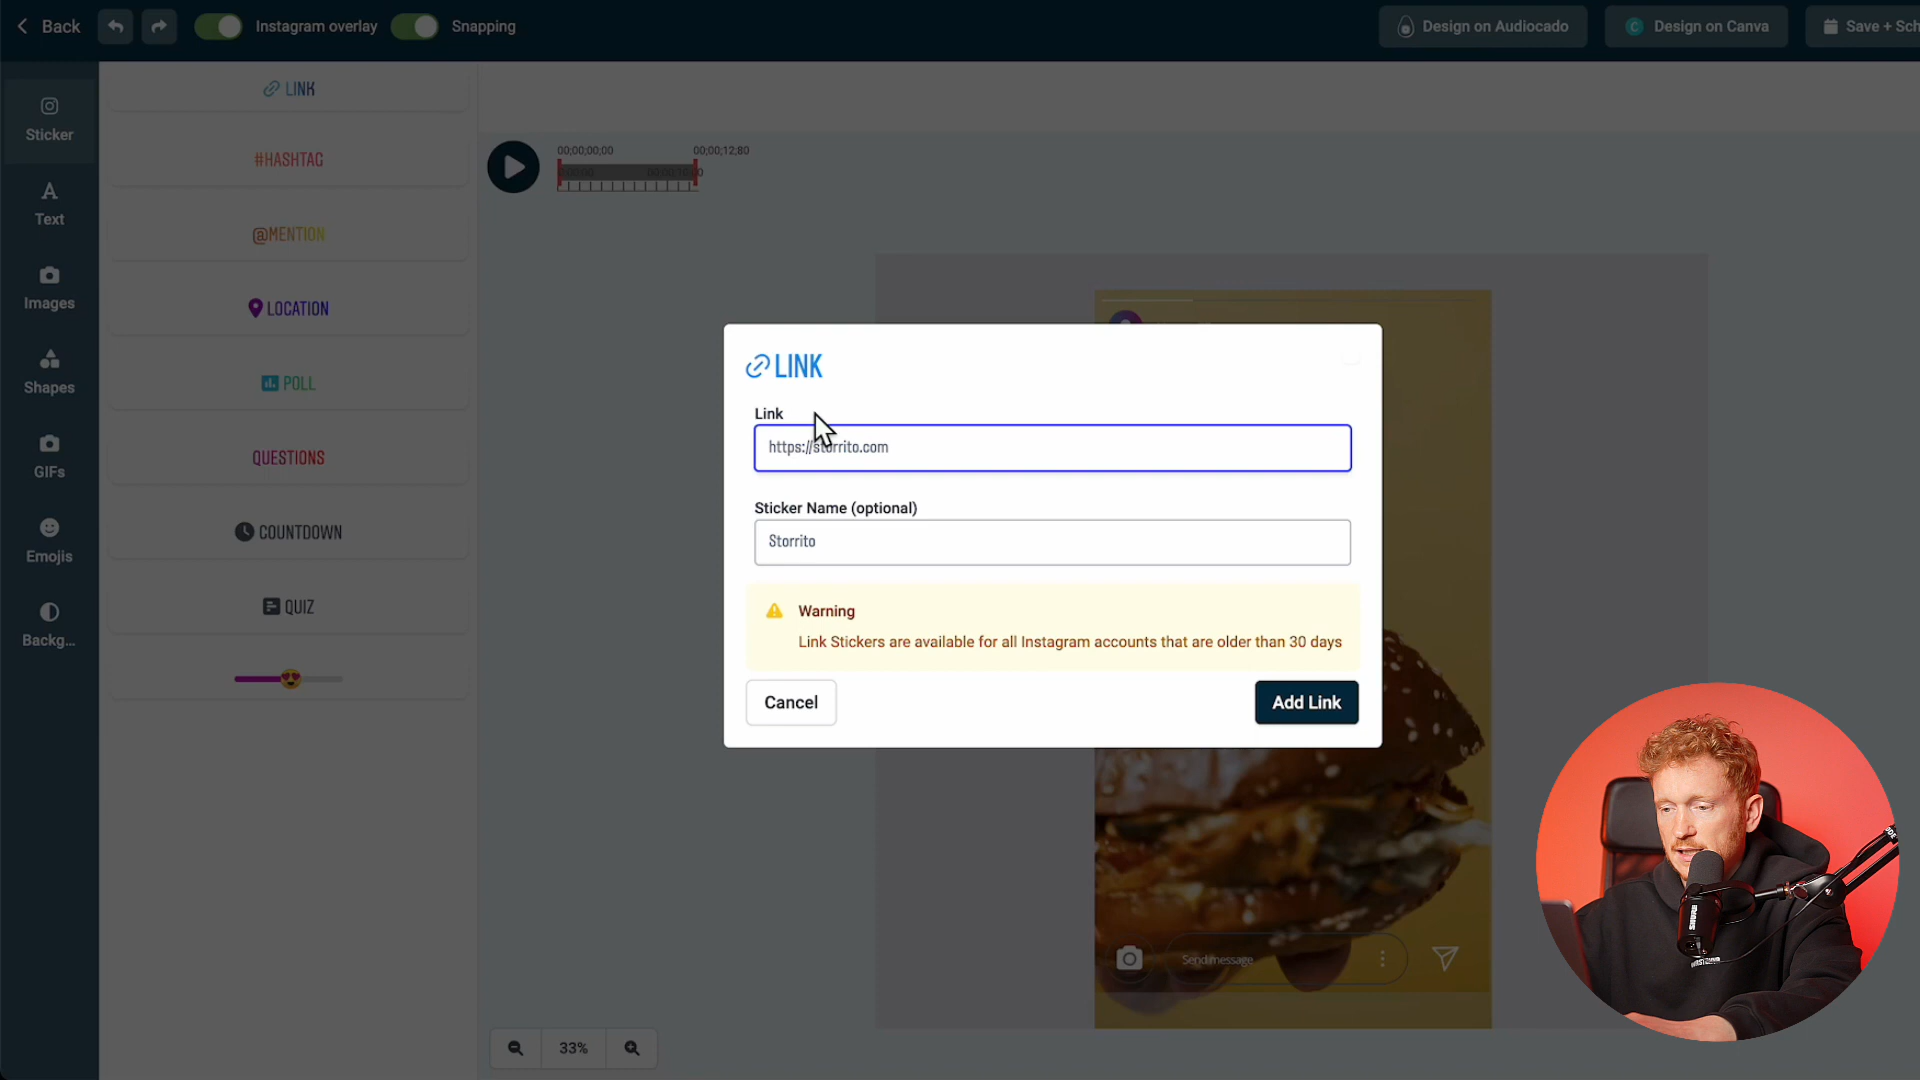 Back
Instagram overlay
Snapping
Design on Audiocado
Design on Canva
Save + Sch
Sticker
Text
Images
Shapes
GIFs
Emojis
Backg...
LINK
#HASHTAG
@MENTION
LOCATION
POLL
QUESTIONS
COUNTDOWN
QUIZ
00;00;00;00
00;00;12;80
LINK
Link
https://storrito.com
Sticker Name (optional)
Storrito
Warning
Link Stickers are available for all Instagram accounts that are older than 30 days
Cancel
Add Link
Send message
33%